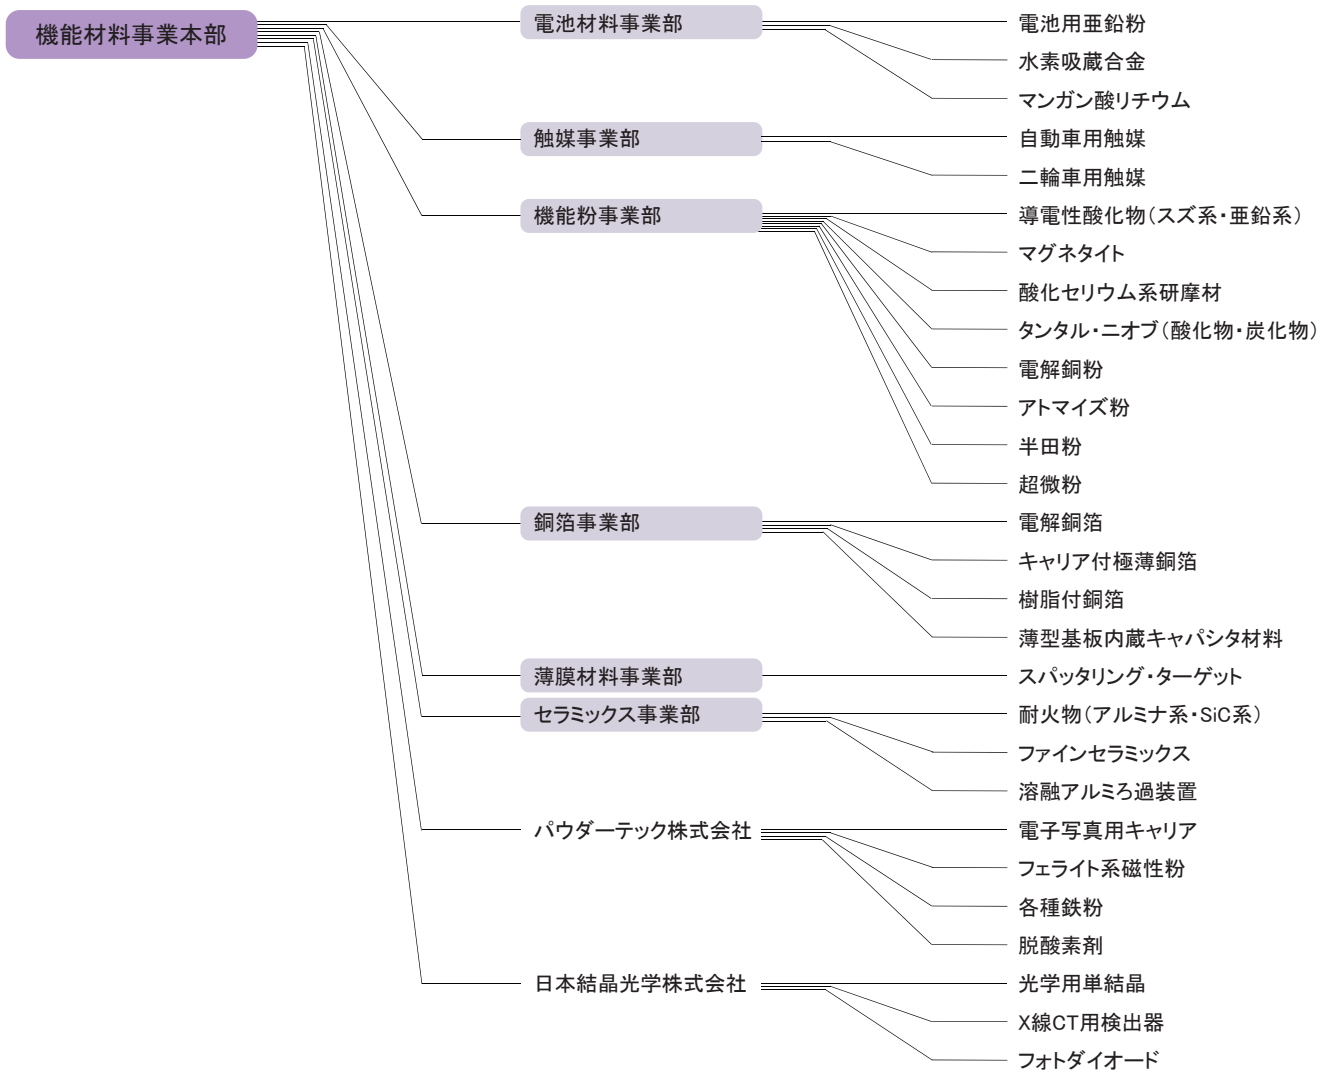 機能材料事業本部
電池材料事業部
電池用亜鉛粉
水素吸蔵合金
マンガン酸リチウム
触媒事業部
自動車用触媒
二輪車用触媒
機能粉事業部
導電性酸化物（スズ系・亜鉛系）
マグネタイト
酸化セリウム系研摩材
タンタル・ニオブ（酸化物・炭化物）
電解銅粉
アトマイズ粉
半田粉
超微粉
銅箔事業部
電解銅箔
キャリア付極薄銅箔
樹脂付銅箔
薄型基板内蔵キャパシタ材料
薄膜材料事業部
スパッタリング・ターゲット
セラミックス事業部
耐火物（アルミナ系・SiC系）
ファインセラミックス
溶融アルミろ過装置
パウダーテック株式会社
電子写真用キャリア
フェライト系磁性粉
各種鉄粉
脱酸素剤
日本結晶光学株式会社
光学用単結晶
X線CT用検出器
フォトダイオード